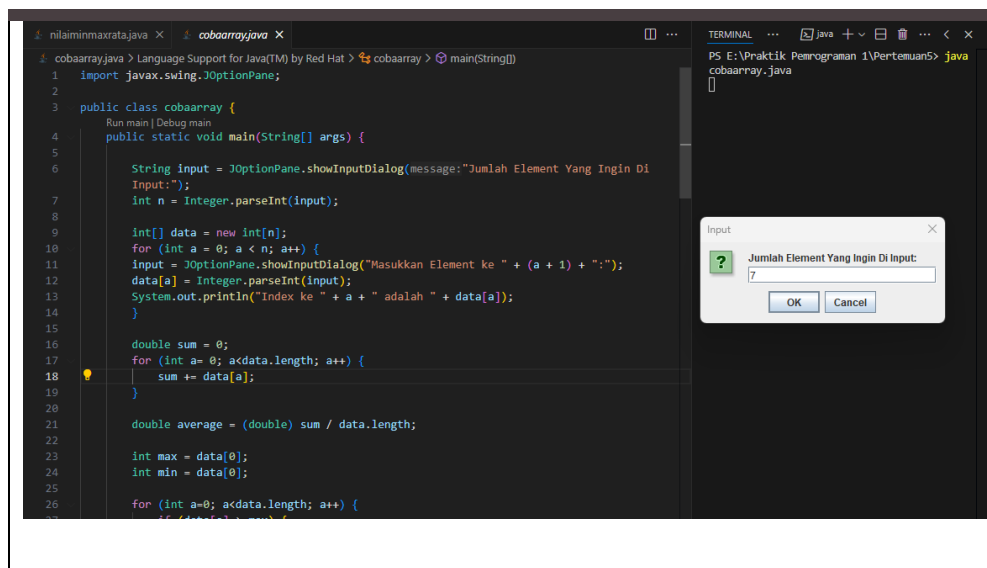 nilaiminmaxrata.java
cobaarray.java
cobaarray.java > Language Support for Java(TM) by Red Hat > cobaarray > main(String[])
1 import javax.swing.JOptionPane;
2
3 public class cobaarray {
Run main | Debug main
4 public static void main(String[] args) {
5
6 String input = JOptionPane.showInputDialog(message:"Jumlah Element Yang Ingin Di
Input:");
7 int n = Integer.parseInt(input);
8
9 int[] data = new int[n];
10 for (int a = 0; a < n; a++) {
11 input = JOptionPane.showInputDialog("Masukkan Element ke " + (a + 1) + ":");
12 data[a] = Integer.parseInt(input);
13 System.out.println("Index ke " + a + " adalah " + data[a]);
14 }
15
16 double sum = 0;
17 for (int a= 0; a<data.length; a++) {
18 sum += data[a];
19 }
20
21 double average = (double) sum / data.length;
22
23 int max = data[0];
24 int min = data[0];
25
26 for (int a=0; a<data.length; a++) {
TERMINAL
java
PS E:\Praktik Pemrograman 1\Pertemuan5> java
cobaarray.java
Input
Jumlah Element Yang Ingin Di Input:
7
OK
Cancel